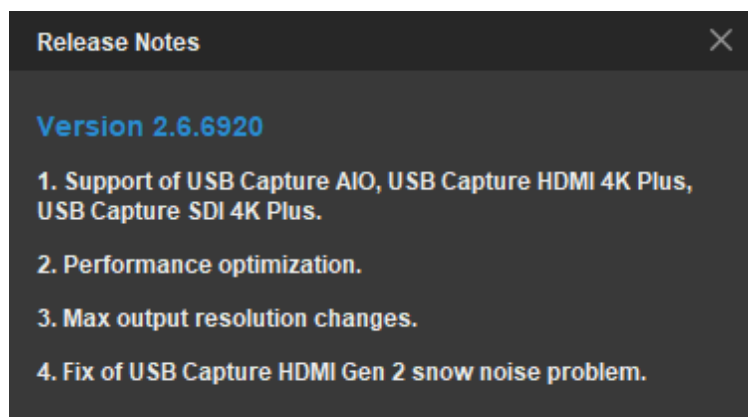 Release Notes
Version 2.6.6920
1. Support of USB Capture AIO, USB Capture HDMI 4K Plus,
USB Capture SDI 4K Plus.
2. Performance optimization.
3. Max output resolution changes.
4. Fix of USB Capture HDMI Gen 2 snow noise problem.